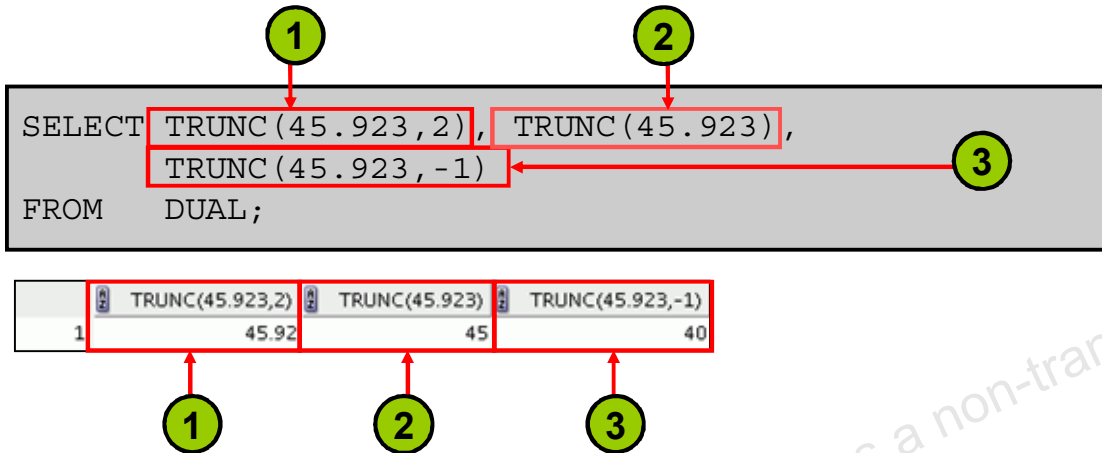 1 2
SELECT TRUNC(45.923,2), TRUNC(45.923),
TRUNC(45.923,-1) 3
FROM DUAL;
TRUNC(45.923,2) TRUNC(45.923) TRUNC(45.923,-1)
1 45.92 45 40
1 2 3
a non-